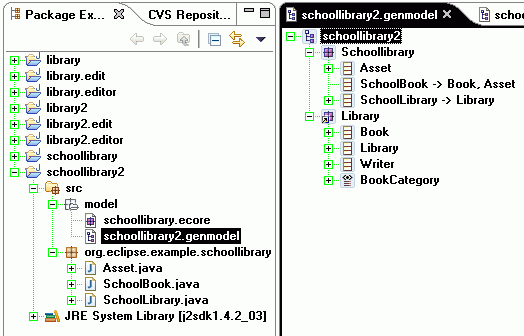 Package Ex...
CVS Reposit...
library
library.edit
library.editor
library2
library2.edit
library2.editor
schoollibrary
schoollibrary2
src
model
schoollibrary.ecore
schoollibrary2.genmodel
org.eclipse.example.schoollibrary
Asset.java
SchoolBook.java
SchoolLibrary.java
JRE System Library [j2sdk1.4.2_03]
schoollibrary2.genmodel
schoo
schoollibrary2
Schoollibrary
Asset
SchoolBook -> Book, Asset
SchoolLibrary -> Library
Library
Book
Library
Writer
BookCategory